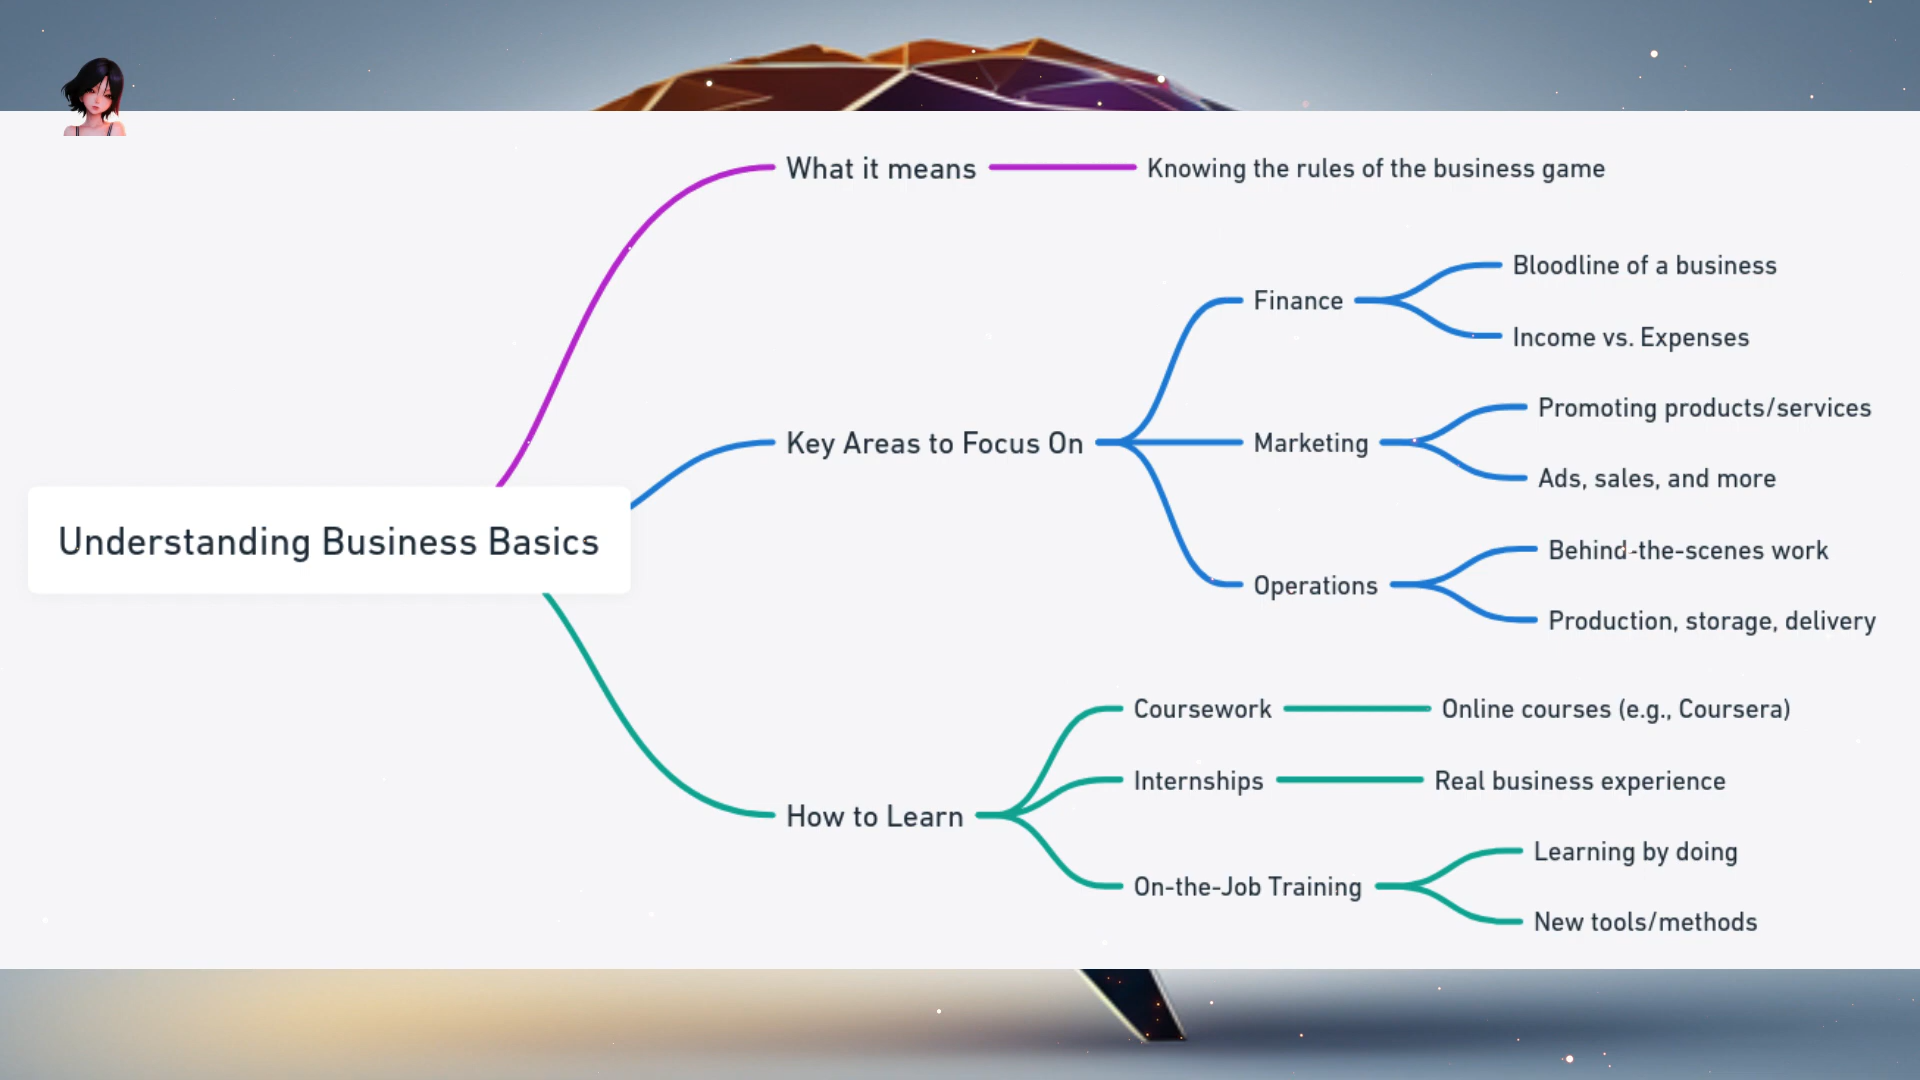 Understanding Business Basics
What it means
Knowing the rules of the business game
Key Areas to Focus On
Finance
Bloodline of a business
Income vs. Expenses
Marketing
Promoting products/services
Ads, sales, and more
Operations
Behind-the-scenes work
Production, storage, delivery
How to Learn
Coursework
Online courses (e.g., Coursera)
Internships
Real business experience
On-the-Job Training
Learning by doing
New tools/methods